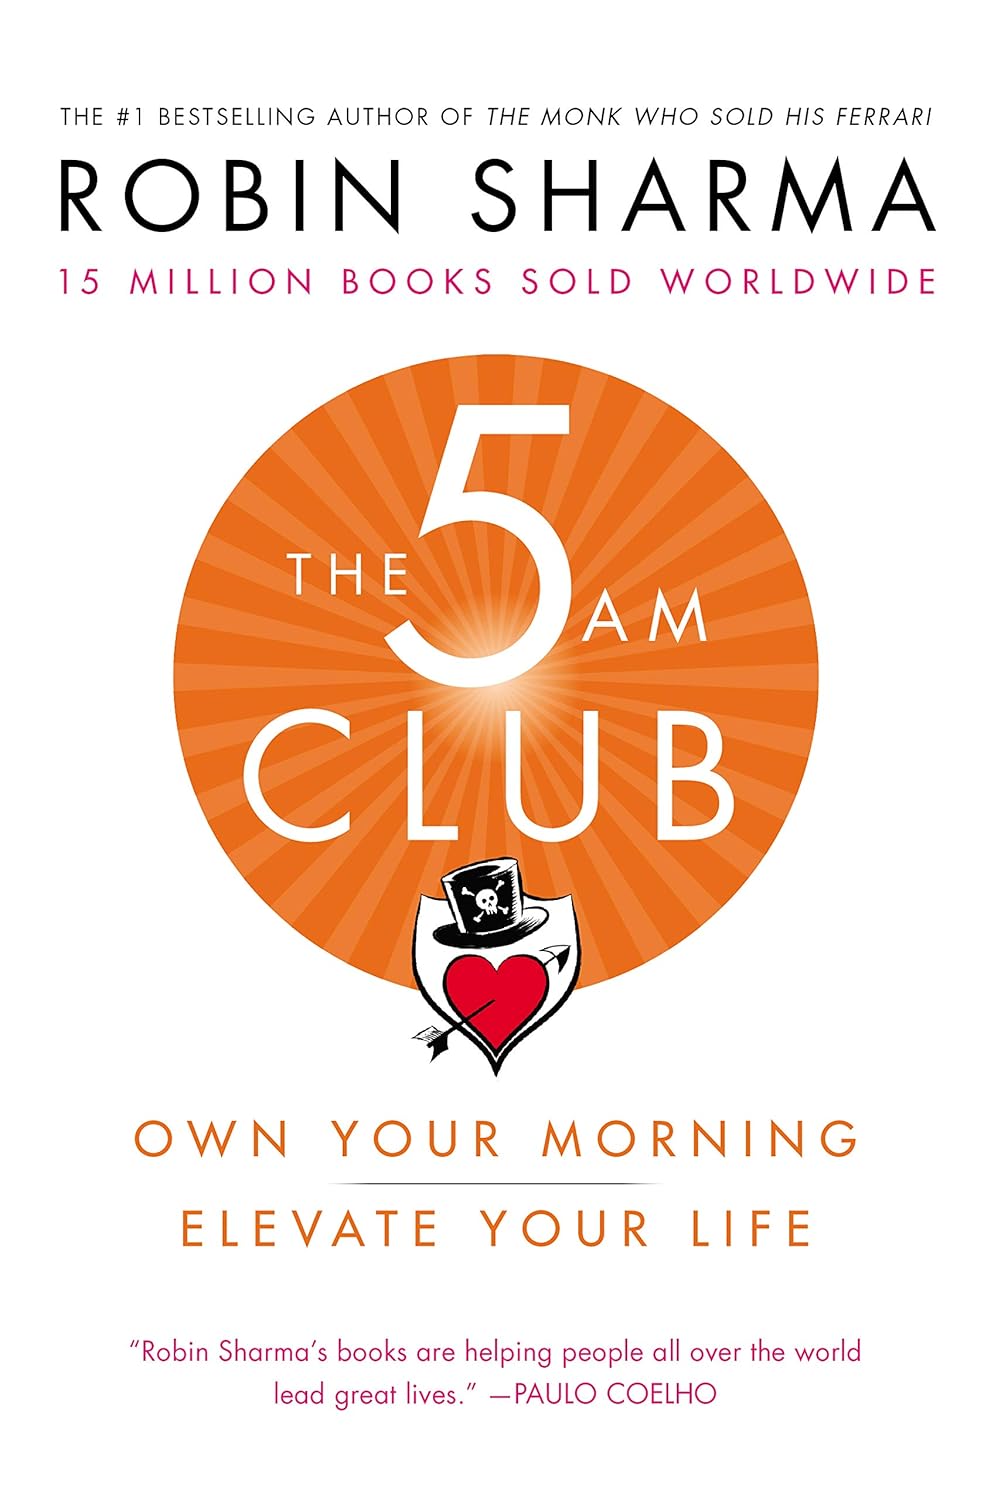 THE #1 BESTSELLING AUTHOR OF THE MONK WHO SOLD HIS FERRARI
ROBIN SHARMA
15 MILLION BOOKS SOLD WORLDWIDE
THE 5 AM
CLUB
OWN YOUR MORNING
ELEVATE YOUR LIFE
“Robin Sharma’s books are helping people all over the world
lead great lives.” —PAULO COELHO